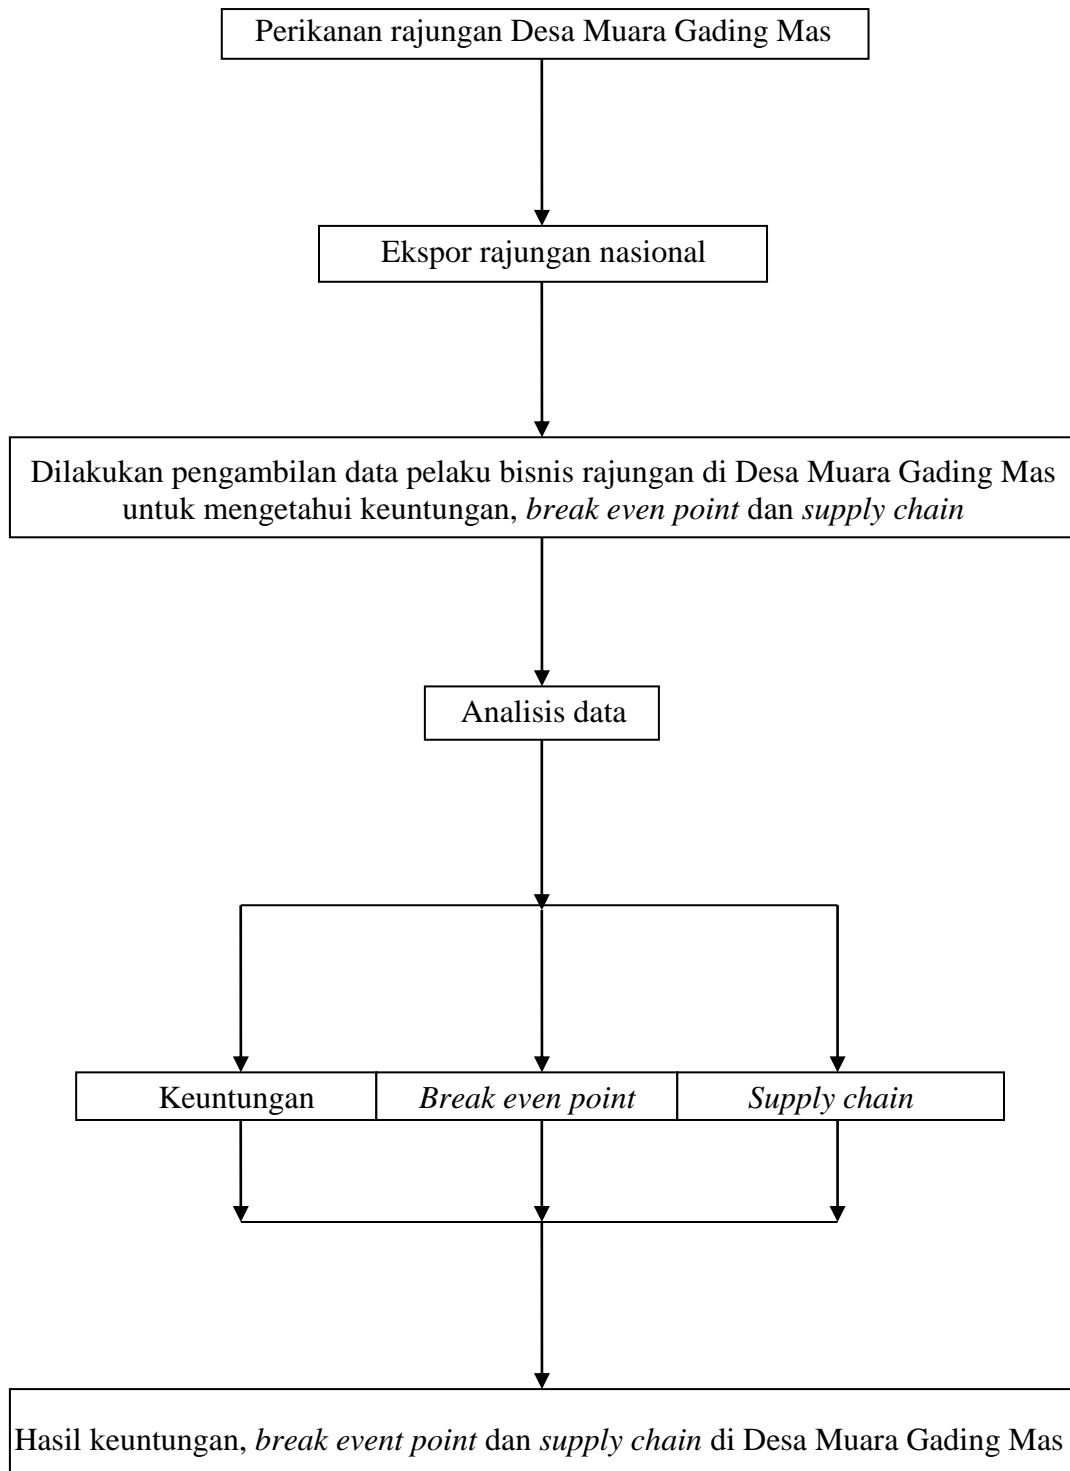 Perikanan rajungan Desa Muara Gading Mas
Ekspor rajungan nasional
Dilakukan pengambilan data pelaku bisnis rajungan di Desa Muara Gading Mas
untuk mengetahui keuntungan, break even point dan supply chain
Analisis data
Keuntungan
Break even point
Supply chain
Hasil keuntungan, break event point dan supply chain di Desa Muara Gading Mas